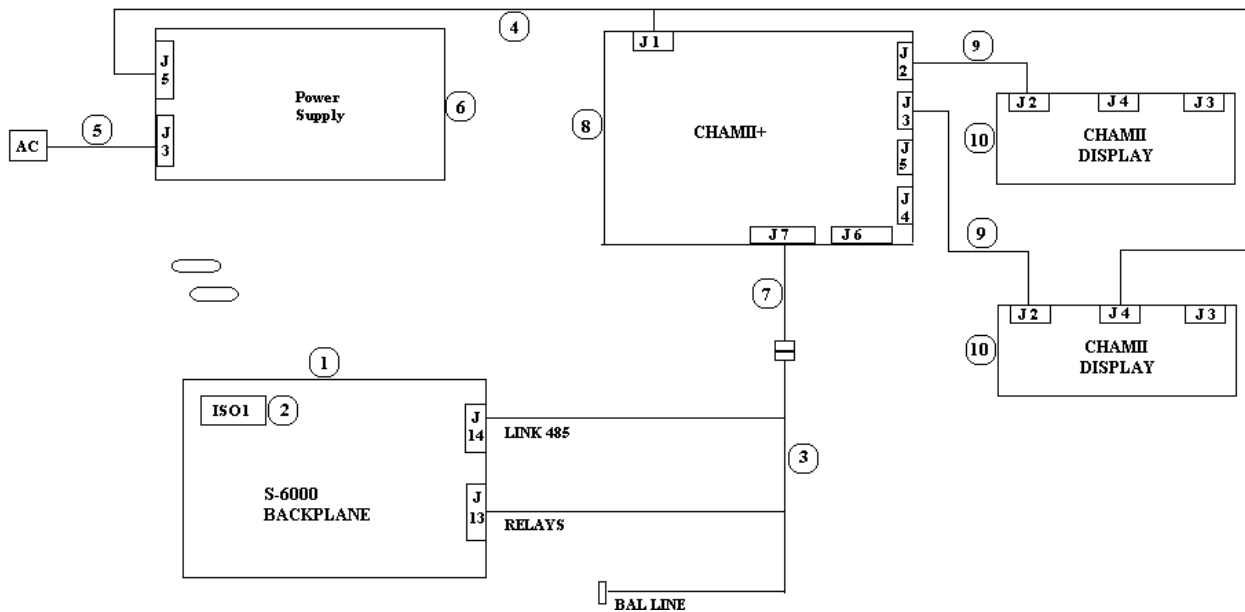 4
J 1
J
5
Power
Supply
6
AC
5
J
3
8
CHAMII+
J
2
J
3
J
5
J
4
J 7
J 6
9
J 2
J 4
J 3
10
CHAMII
DISPLAY
9
7
J 2
J 4
J 3
10
CHAMII
DISPLAY
1
ISO1
2
J
14
LINK 485
3
S-6000
BACKPLANE
J
13
RELAYS
BAL LINE